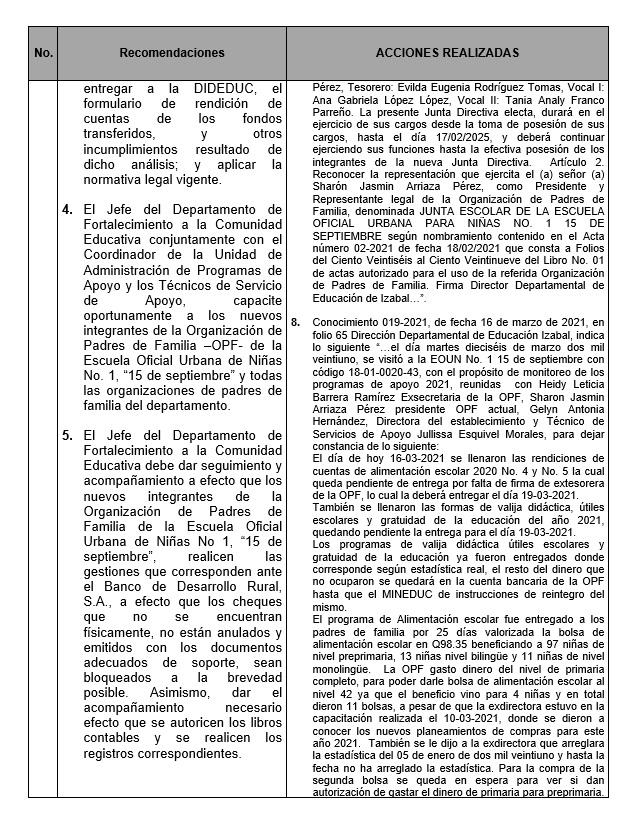 No.
Recomendaciones
ACCIONES REALIZADAS
entregar a la DIDEDUC, el
formulario de rendición de
cuentas de los fondos
transferidos, y otros
incumplimientos resultado de
dicho análisis; y aplicar la
normativa legal vigente.
4. El Jefe del Departamento de
Fortalecimiento a la Comunidad
Educativa conjuntamente con el
Coordinador de la Unidad de
Administración de Programas de
Apoyo y los Técnicos de Servicio
de Apoyo, capacite
oportunamente a los nuevos
integrantes de la Organización de
Padres de Familia –OPF- de la
Escuela Oficial Urbana de Niñas
No. 1, “15 de septiembre” y todas
las organizaciones de padres de
familia del departamento.
5. El Jefe del Departamento de
Fortalecimiento a la Comunidad
Educativa debe dar seguimiento y
acompañamiento a efecto que los
nuevos integrantes de la
Organización de Padres de
Familia de la Escuela Oficial
Urbana de Niñas No 1, “15 de
septiembre”, realicen las
gestiones que corresponden ante
el Banco de Desarrollo Rural,
S.A., a efecto que los cheques
que no se encuentran
físicamente, no están anulados y
emitidos con los documentos
adecuados de soporte, sean
bloqueados a la brevedad
posible. Asimismo, dar el
acompañamiento necesario
efecto que se autoricen los libros
contables y se realicen los
registros correspondientes.
Pérez, Tesorero: Evilda Eugenia Rodríguez Tomas, Vocal I:
Ana Gabriela López López, Vocal II: Tania Analy Franco
Parreño. La presente Junta Directiva electa, durará en el
ejercicio de sus cargos desde la toma de posesión de sus
cargos, hasta el día 17/02/2025, y deberá continuar
ejerciendo sus funciones hasta la efectiva posesión de los
integrantes de la nueva Junta Directiva. Artículo 2.
Reconocer la representación que ejercita el (a) señor (a)
Sharón Jasmin Arriaza Pérez, como Presidente y
Representante legal de la Organización de Padres de
Familia, denominada JUNTA ESCOLAR DE LA ESCUELA
OFICIAL URBANA PARA NIÑAS NO. 1 15 DE
SEPTIEMBRE según nombramiento contenido en el Acta
número 02-2021 de fecha 18/02/2021 que consta a Folios
del Ciento Veintiséis al Ciento Veintinueve del Libro No. 01
de actas autorizado para el uso de la referida Organización
de Padres de Familia. Firma Director Departamental de
Educación de Izabal…”.
8. Conocimiento 019-2021, de fecha 16 de marzo de 2021, en
folio 65 Dirección Departamental de Educación Izabal, indica
lo siguiente “…el día martes dieciséis de marzo dos mil
veintiuno, se visitó a la EOUN No. 1 15 de septiembre con
código 18-01-0020-43, con el propósito de monitoreo de los
programas de apoyo 2021, reunidas con Heidy Leticia
Barrera Ramírez Exsecretaria de la OPF, Sharon Jasmin
Arriaza Pérez presidente OPF actual, Gelyn Antonia
Hernández, Directora del establecimiento y Técnico de
Servicios de Apoyo Jullissa Esquivel Morales, para dejar
constancia de lo siguiente:
El día de hoy 16-03-2021 se llenaron las rendiciones de
cuentas de alimentación escolar 2020 No. 4 y No. 5 la cual
queda pendiente de entrega por falta de firma de extesorera
de la OPF, lo cual la deberá entregar el día 19-03-2021.
También se llenaron las formas de valija didáctica, útiles
escolares y gratuidad de la educación del año 2021,
quedando pendiente la entrega para el día 19-03-2021.
Los programas de valija didáctica útiles escolares y
gratuidad de la educación ya fueron entregados donde
corresponde según estadística real, el resto del dinero que
no ocuparon se quedará en la cuenta bancaria de la OPF
hasta que el MINEDUC de instrucciones de reintegro del
mismo.
El programa de Alimentación escolar fue entregado a los
padres de familia por 25 días valorizada la bolsa de
alimentación escolar en Q98.35 beneficiando a 97 niñas de
nivel preprimaria, 13 niñas nivel bilingüe y 11 niñas de nivel
monolingüe. La OPF gasto dinero del nivel de primaria
completo, para poder darle bolsa de alimentación escolar al
nivel 42 ya que el beneficio vino para 4 niñas y en total
dieron 11 bolsas, a pesar de que la exdirectora estuvo en la
capacitación realizada el 10-03-2021, donde se dieron a
conocer los nuevos planeamientos de compras para este
año 2021. También se le dijo a la exdirectora que arreglara
la estadística del 05 de enero de dos mil veintiuno y hasta la
fecha no ha arreglado la estadística. Para la compra de la
segunda bolsa se queda en espera para ver si dan
autorización de gastar el dinero de primaria para preprimaria.